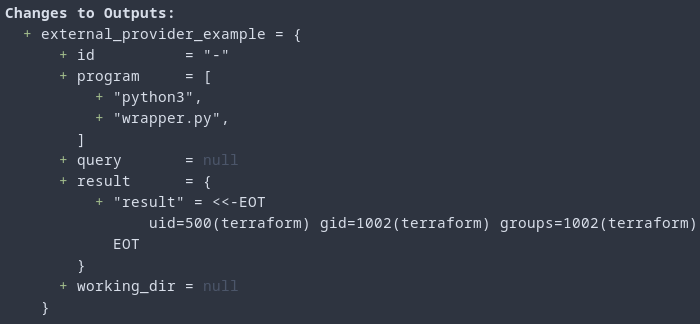 Changes to Outputs:
  + external_provider_example = {
      + id          = "-"
      + program     = [
          + "python3",
          + "wrapper.py",
        ]
      + query       = null
      + result      = {
          + "result" = <<-EOT
                uid=500(terraform) gid=1002(terraform) groups=1002(terraform)
            EOT
        }
      + working_dir = null
    }